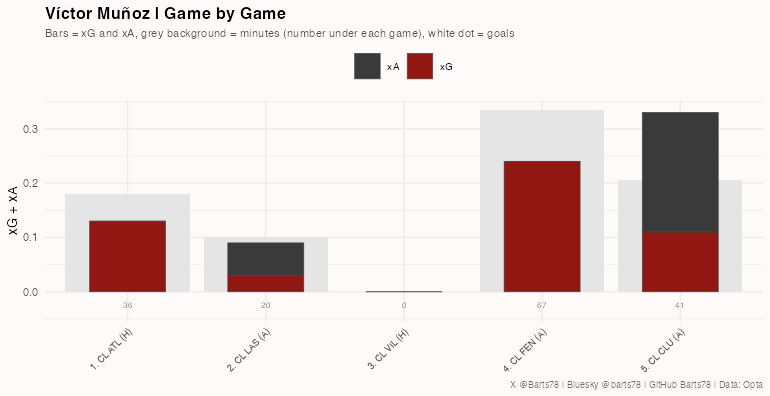 Víctor Muñoz | Game by Game
Bars = xG and xA, grey background = minutes (number under each game), white dot = goals
xA xG
xG + xA
0.3
0.2
0.1
0.0
36 20 0 67 41
1. CL ATL (H) 2. CL LAS (A) 3. CL VIL (H) 4. CL FEN (A) 5. CL CLU (A)
X @Barts78 | Bluesky @barts78 | GitHub Barts78 | Data: Opta